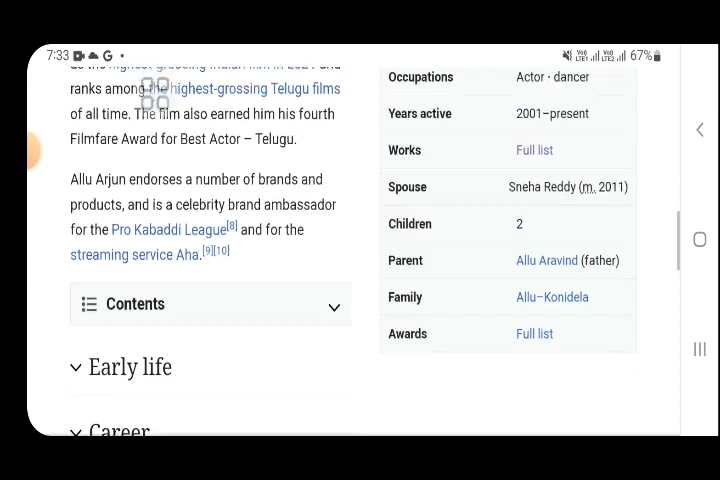 7:33 G •
Voo) LTE1 Voo) LTE2 67%
ranks among the highest-grossing Telugu films
of all time. The film also earned him his fourth
Filmfare Award for Best Actor – Telugu.
Allu Arjun endorses a number of brands and
products, and is a celebrity brand ambassador
for the Pro Kabaddi League[8] and for the
streaming service Aha.[9][10]
Contents
Early life
Career
Occupations Actor · dancer
Years active 2001–present
Works Full list
Spouse Sneha Reddy (m. 2011)
Children 2
Parent Allu Aravind (father)
Family Allu–Konidela
Awards Full list